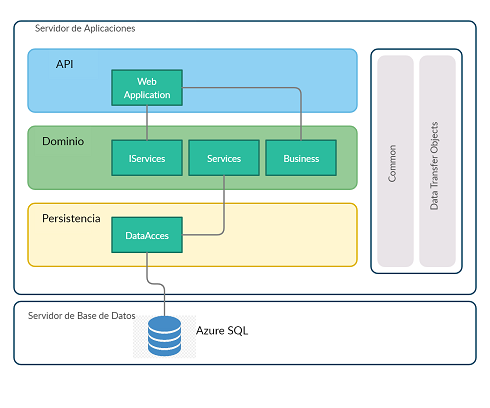 Servidor de Aplicaciones
API
Web
Application
Dominio
IServices
Services
Business
Persistencia
DataAcces
Common
Data Transfer Objects
Servidor de Base de Datos
Azure SQL